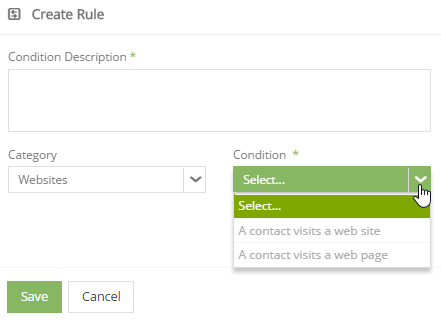 Create Rule
Condition Description *
Category
Condition *
Websites
Select...
Select...
A contact visits a web site
A contact visits a web page
Save
Cancel